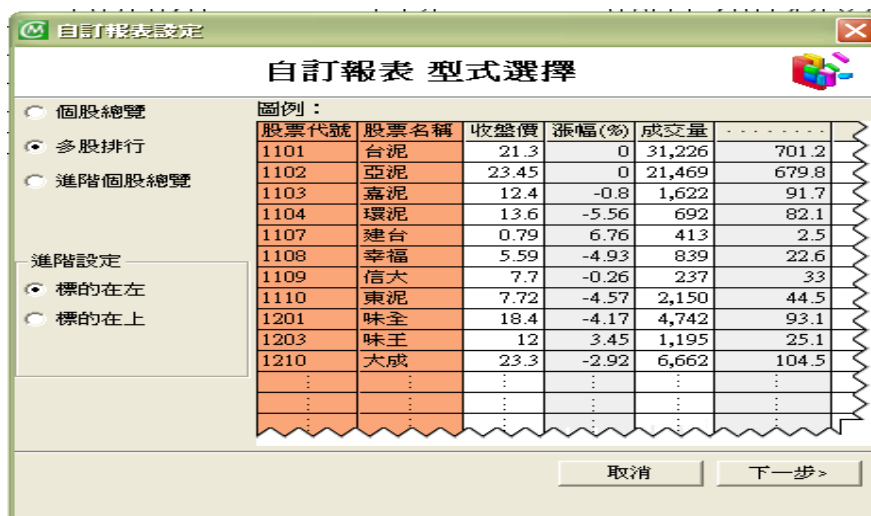 自訂報表設定
自訂報表 型式選擇
個股總覽
多股排行
進階個股總覽
進階設定
標的在左
標的在上
圖例：
股票代號 股票名稱 收盤價 漲幅(%) 成交量 ........
1101 台泥 21.3 0 31,226 701.2
1102 亞泥 23.45 0 21,469 679.8
1103 嘉泥 12.4 -0.8 1,622 91.7
1104 環泥 13.6 -5.56 692 82.1
1107 建台 0.79 6.76 413 2.5
1108 幸福 5.59 -4.93 839 22.6
1109 信大 7.7 -0.26 237 33
1110 東泥 7.72 -4.57 2,150 44.5
1201 味全 18.4 -4.17 4,742 93.1
1203 味王 12 3.45 1,195 25.1
1210 大成 23.3 -2.92 6,662 104.5
取消
下一步>